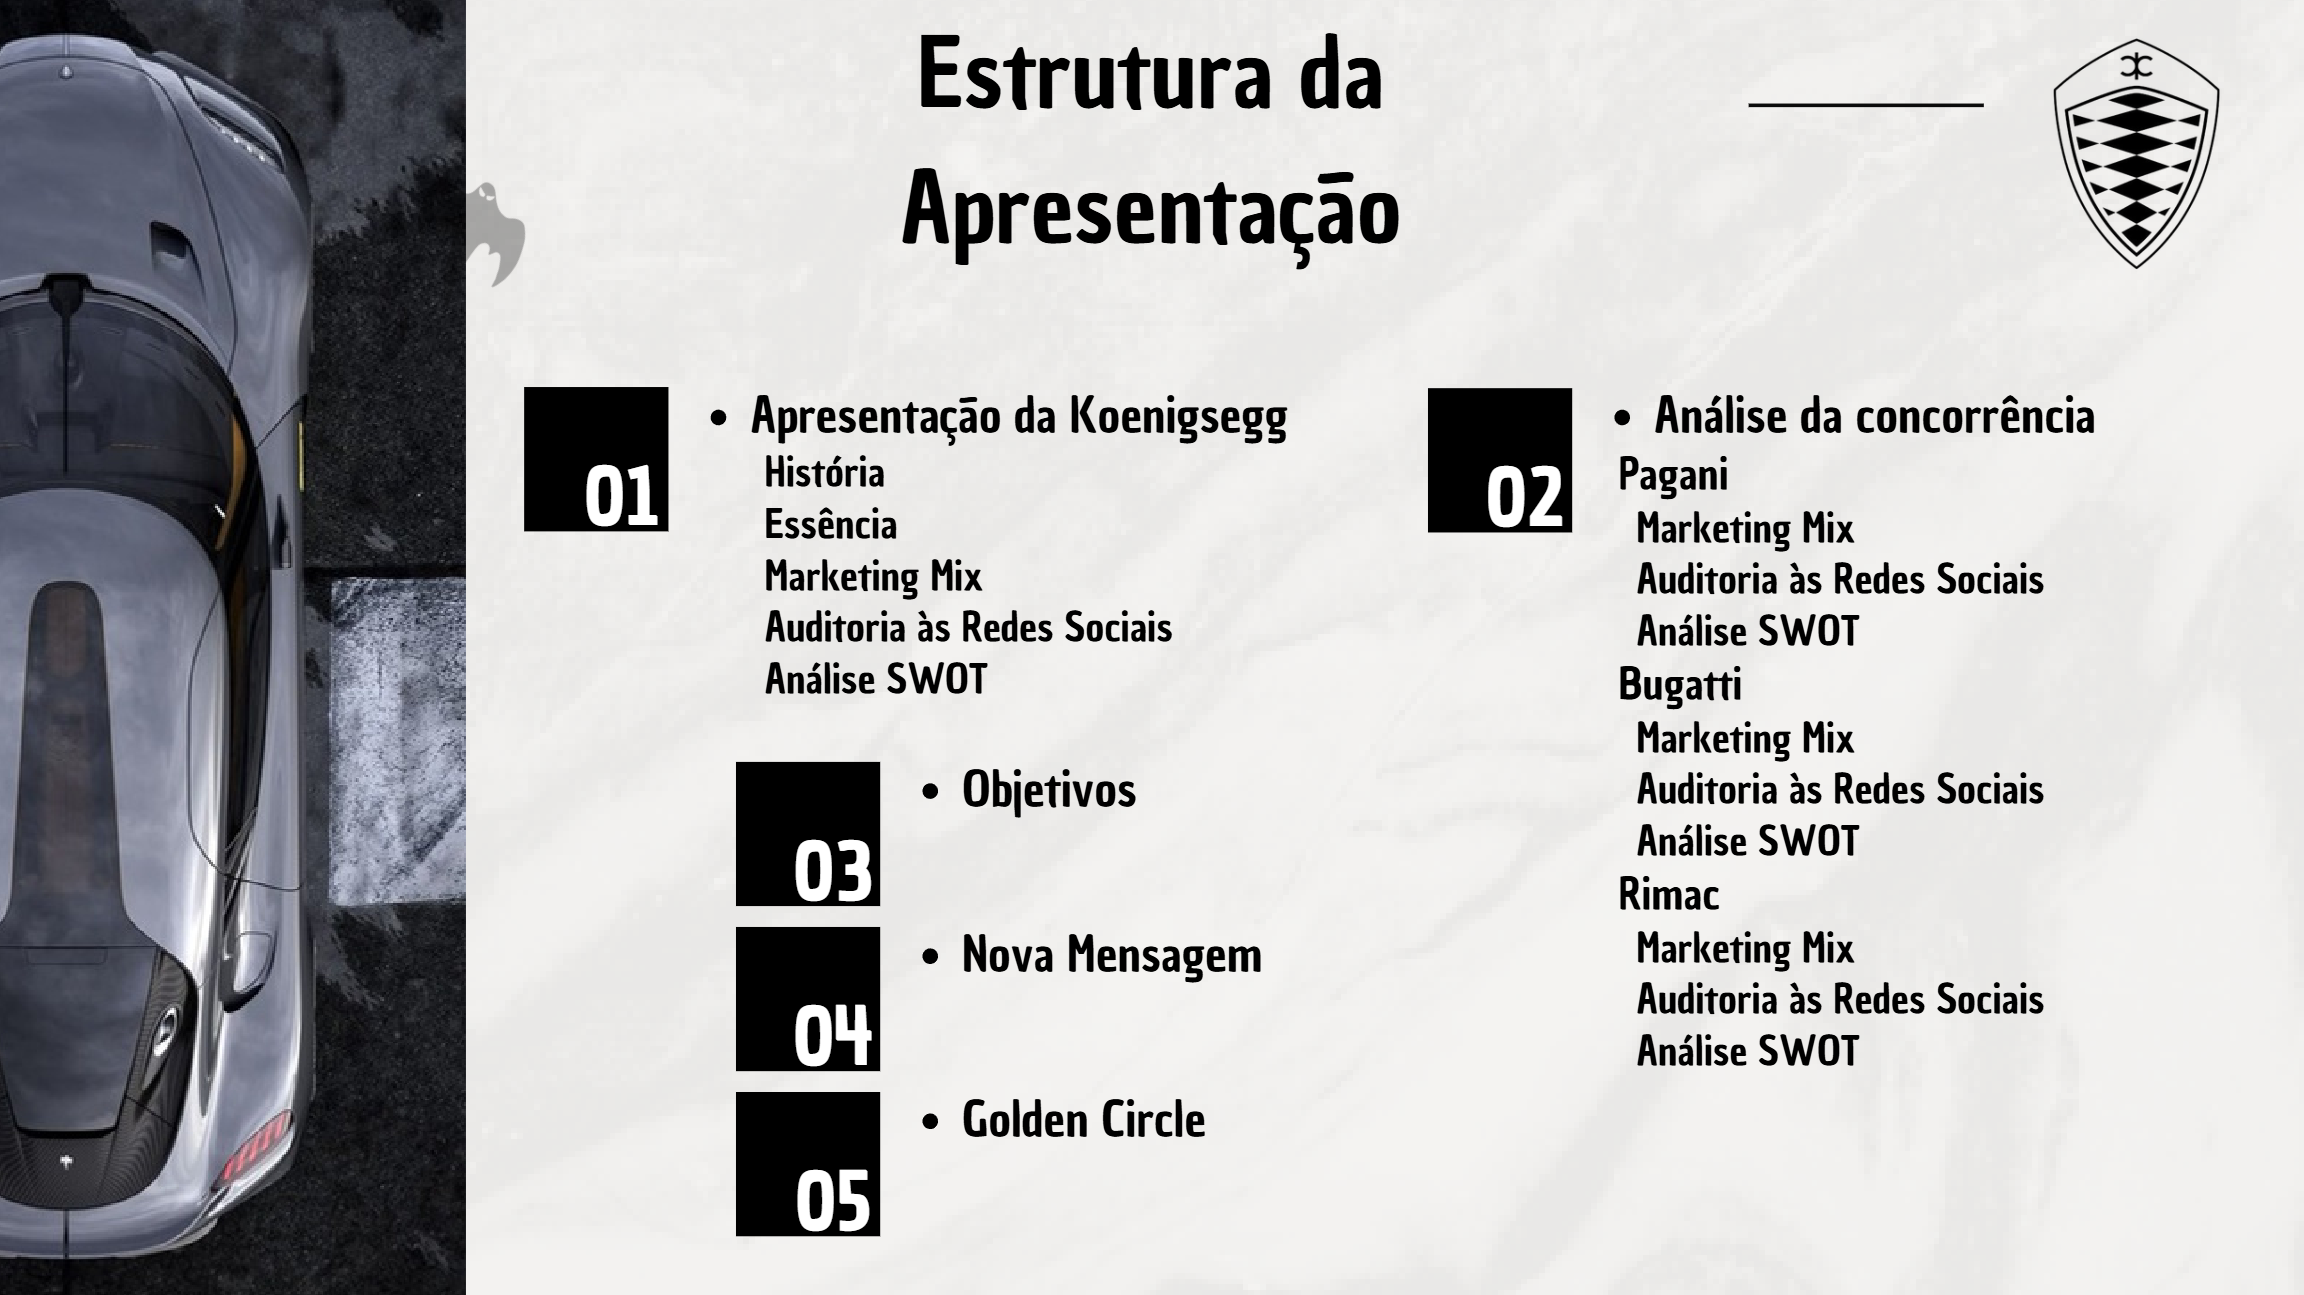 Estrutura da
Apresentação
01
• Apresentação da Koenigsegg
História
Essência
Marketing Mix
Auditoria às Redes Sociais
Análise SWOT
02
• Análise da concorrência
Pagani
Marketing Mix
Auditoria às Redes Sociais
Análise SWOT
Bugatti
Marketing Mix
Auditoria às Redes Sociais
Análise SWOT
Rimac
Marketing Mix
Auditoria às Redes Sociais
Análise SWOT
03
• Objetivos
04
• Nova Mensagem
05
• Golden Circle